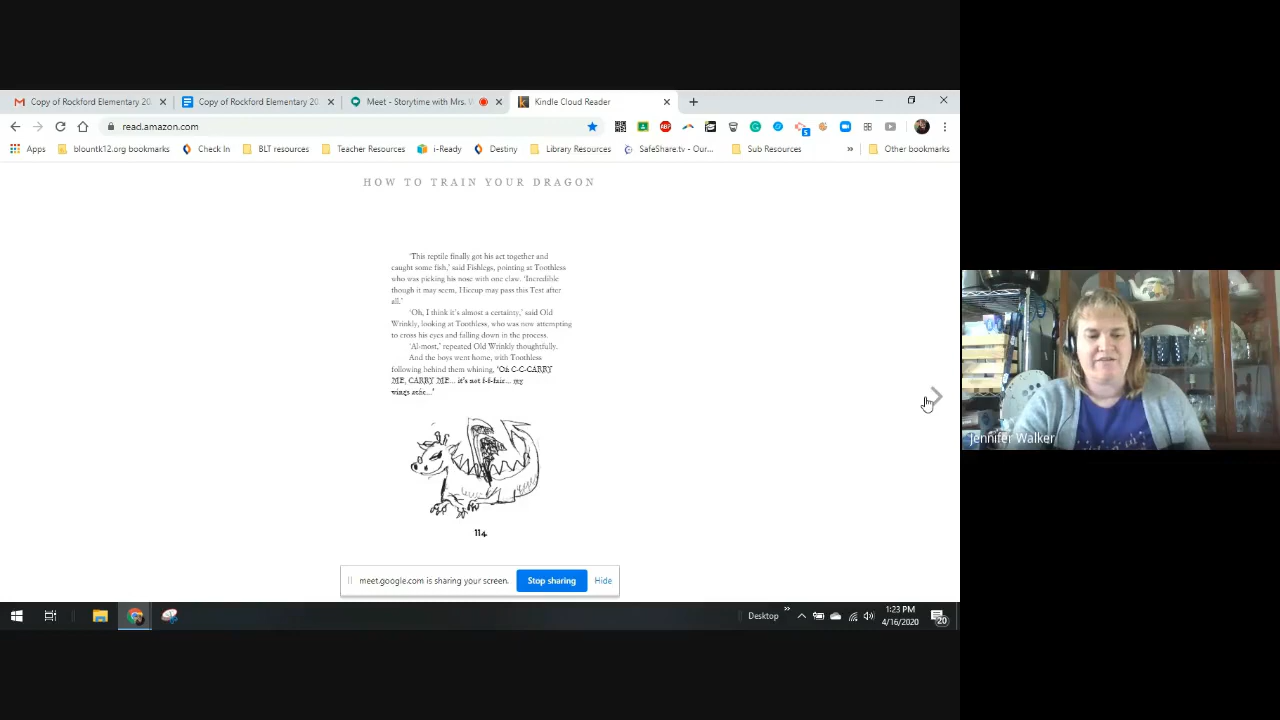 Copy of Rockford Elementary 20
Copy of Rockford Elementary 20
Meet - Storytime with Mrs. W
Kindle Cloud Reader
read.amazon.com
Apps
blountk12.org bookmarks
Check In
BLT resources
Teacher Resources
i-Ready
Destiny
Library Resources
SafeShare.tv - Our...
Sub Resources
»
Other bookmarks
HOW TO TRAIN YOUR DRAGON
'This reptile finally got his act together and
caught some fish,' said Fishlegs, pointing at Toothless
who was picking his nose with one claw. 'Incredible
though it may seem, Hiccup may pass this Test after
all.'
'Oh, I think it's almost a certainty,' said Old
Wrinkly, looking at Toothless, who was now attempting
to cross his eyes and falling down in the process.
'Al-most,' repeated Old Wrinkly thoughtfully.
And the boys went home, with Toothless
following behind them whining, 'Oh C-C-CARRY
ME, CARRY ME... it's not f-f-fair... my
wings ache...'
114
meet.google.com is sharing your screen.
Stop sharing
Hide
Jennifer Walker
Desktop
»
1:23 PM
4/16/2020
20